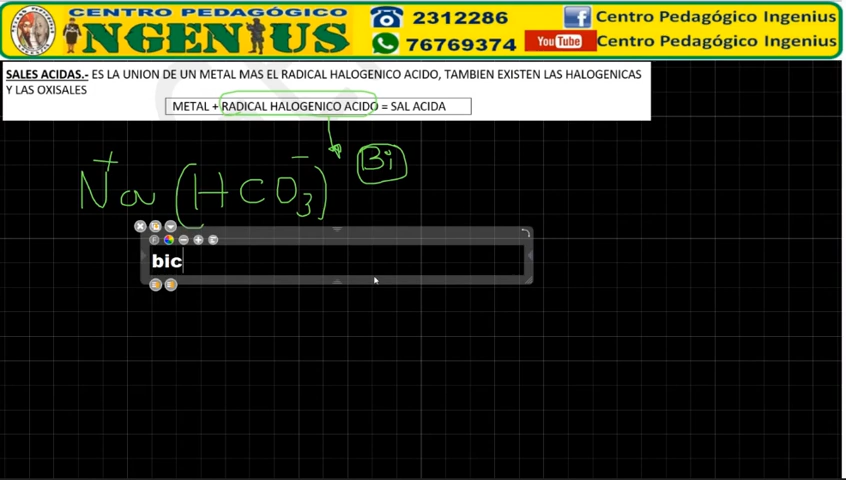 CENTRO PEDAGÓGICO
INGENIUS
2312286
76769374
Centro Pedagógico Ingenius
You Tube Centro Pedagógico Ingenius
SALES ACIDAS.- ES LA UNION DE UN METAL MAS EL RADICAL HALOGENICO ACIDO, TAMBIEN EXISTEN LAS HALOGENICAS
Y LAS OXISALES
METAL + RADICAL HALOGENICO ACIDO = SAL ACIDA
Na⁺ (HCO₃⁻) Bi
bic